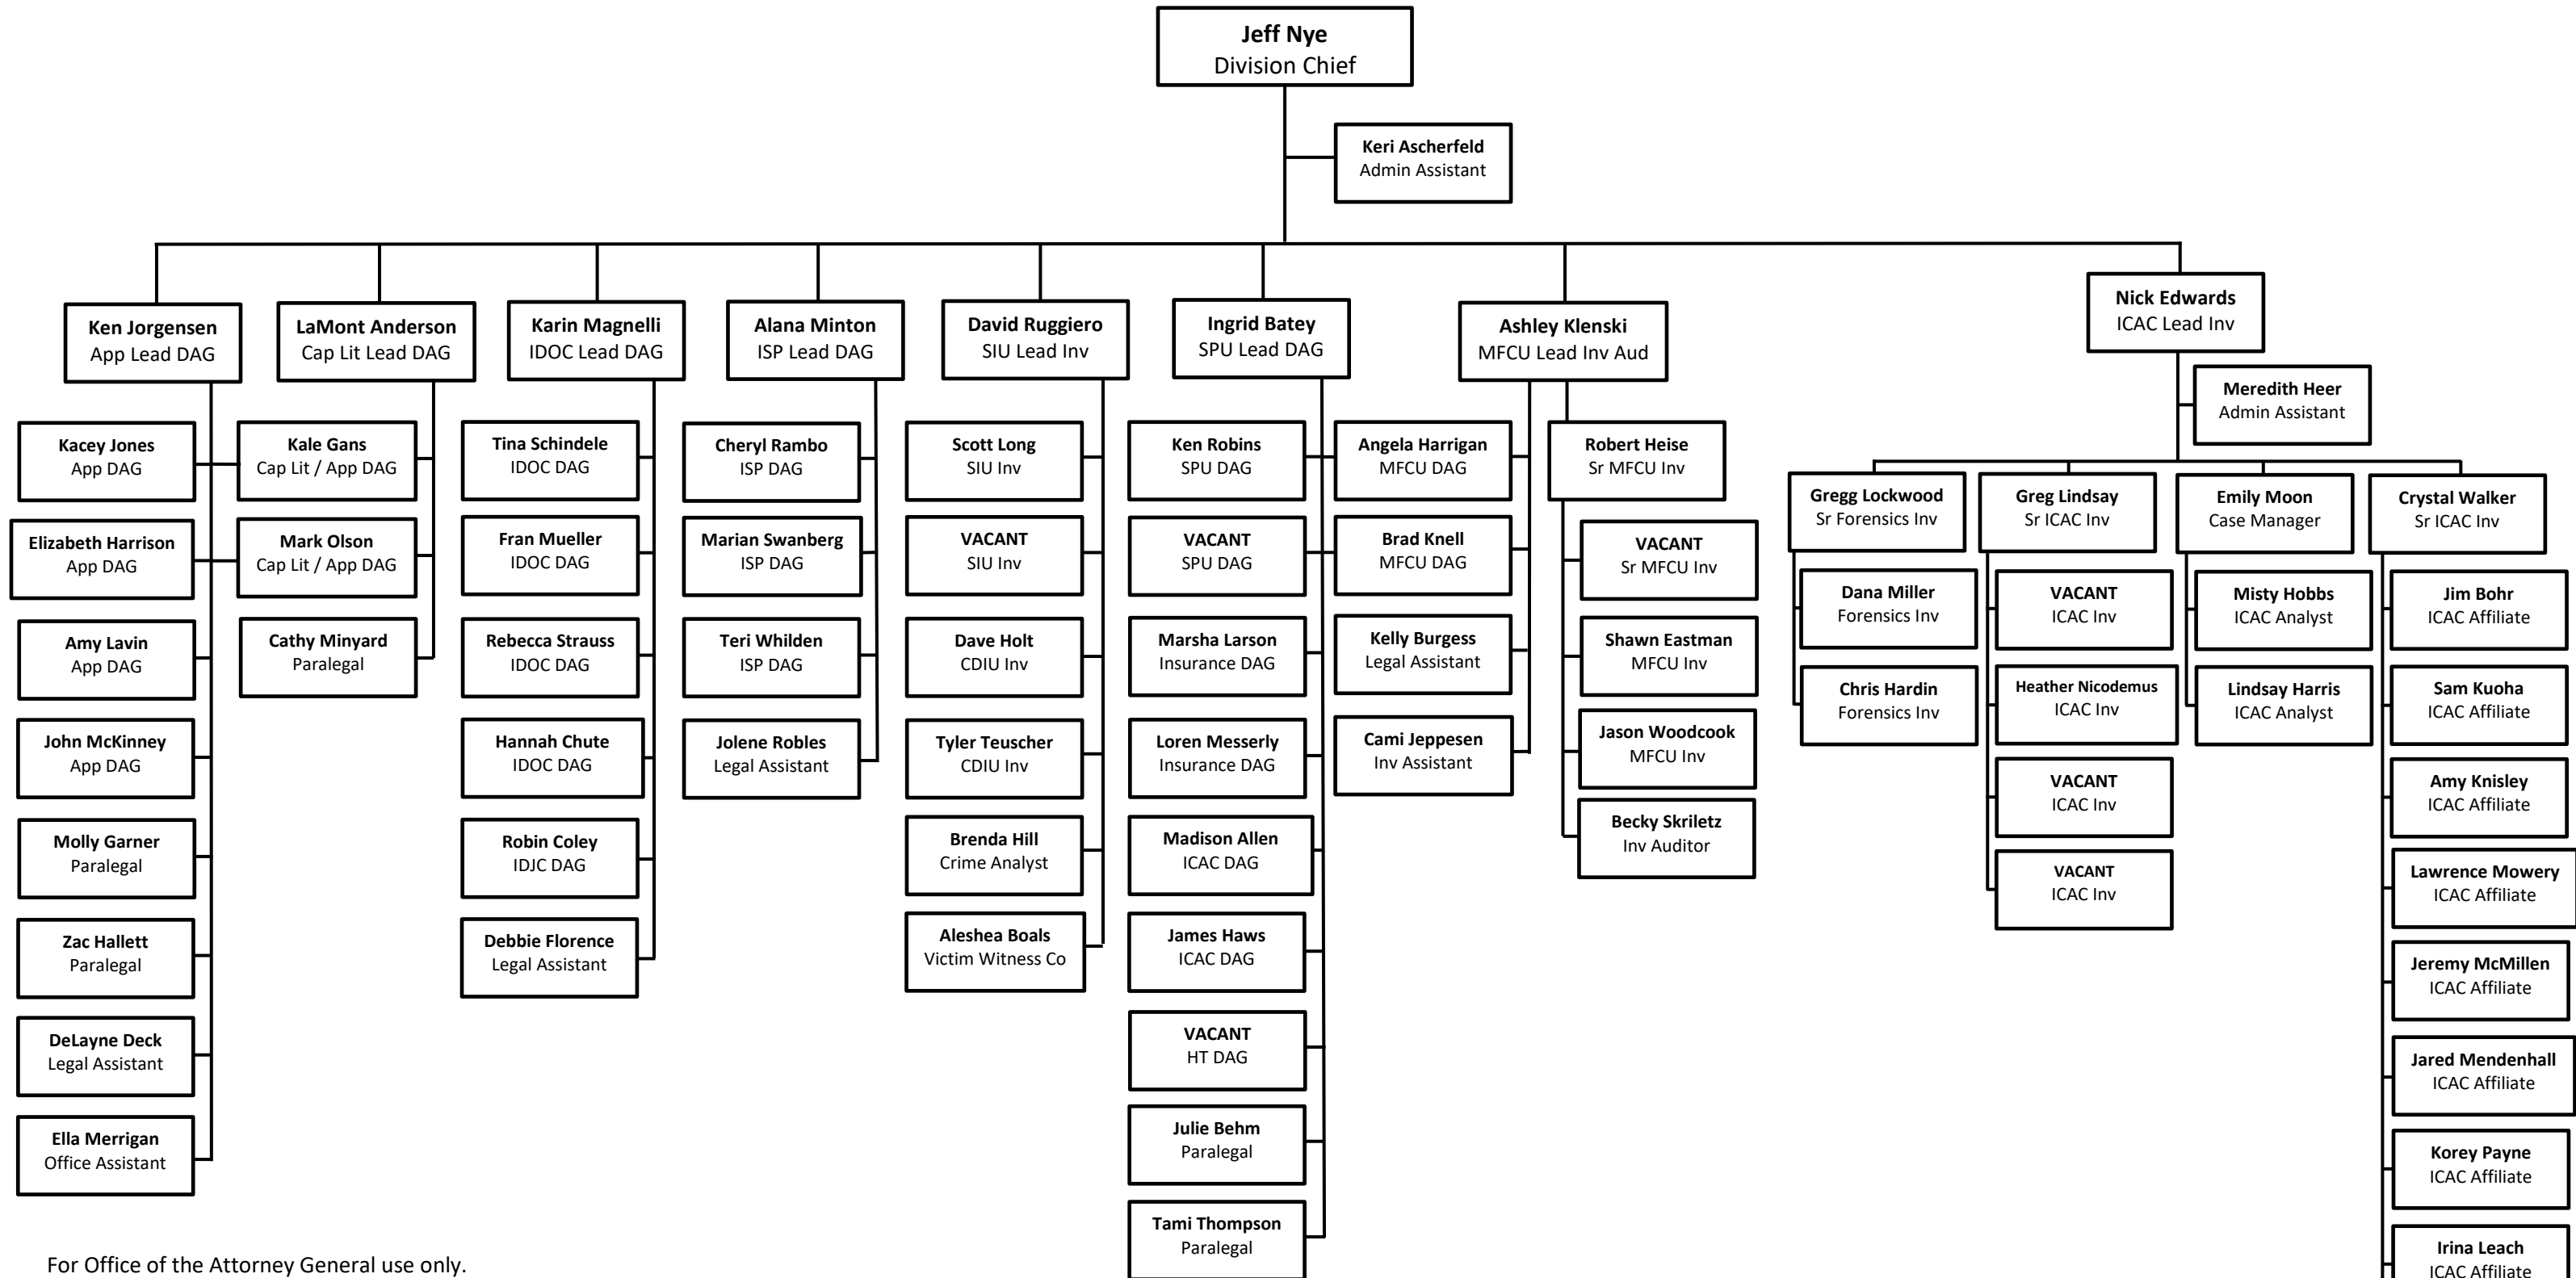 Jeff Nye
Division Chief
Keri Ascherfeld
Admin Assistant
Ken Jorgensen
App Lead DAG
LaMont Anderson
Cap Lit Lead DAG
Karin Magnelli
IDOC Lead DAG
Alana Minton
ISP Lead DAG
David Ruggiero
SIU Lead Inv
Ingrid Batey
SPU Lead DAG
Ashley Klenski
MFCU Lead Inv Aud
Nick Edwards
ICAC Lead Inv
Meredith Heer
Admin Assistant
Kacey Jones
App DAG
Elizabeth Harrison
App DAG
Amy Lavin
App DAG
John McKinney
App DAG
Molly Garner
Paralegal
Zac Hallett
Paralegal
DeLayne Deck
Legal Assistant
Ella Merrigan
Office Assistant
Kale Gans
Cap Lit / App DAG
Mark Olson
Cap Lit / App DAG
Cathy Minyard
Paralegal
Tina Schindele
IDOC DAG
Fran Mueller
IDOC DAG
Rebecca Strauss
IDOC DAG
Hannah Chute
IDOC DAG
Robin Coley
IDJC DAG
Debbie Florence
Legal Assistant
Cheryl Rambo
ISP DAG
Marian Swanberg
ISP DAG
Teri Whilden
ISP DAG
Jolene Robles
Legal Assistant
Scott Long
SIU Inv
VACANT
SIU Inv
Dave Holt
CDIU Inv
Tyler Teuscher
CDIU Inv
Brenda Hill
Crime Analyst
Aleshea Boals
Victim Witness Co
Ken Robins
SPU DAG
VACANT
SPU DAG
Marsha Larson
Insurance DAG
Loren Messerly
Insurance DAG
Madison Allen
ICAC DAG
James Haws
ICAC DAG
VACANT
HT DAG
Julie Behm
Paralegal
Tami Thompson
Paralegal
Angela Harrigan
MFCU DAG
Brad Knell
MFCU DAG
Kelly Burgess
Legal Assistant
Cami Jeppesen
Inv Assistant
Robert Heise
Sr MFCU Inv
VACANT
Sr MFCU Inv
Shawn Eastman
MFCU Inv
Jason Woodcook
MFCU Inv
Becky Skriletz
Inv Auditor
Gregg Lockwood
Sr Forensics Inv
Dana Miller
Forensics Inv
Chris Hardin
Forensics Inv
Greg Lindsay
Sr ICAC Inv
VACANT
ICAC Inv
Heather Nicodemus
ICAC Inv
VACANT
ICAC Inv
VACANT
ICAC Inv
Emily Moon
Case Manager
Misty Hobbs
ICAC Analyst
Lindsay Harris
ICAC Analyst
Crystal Walker
Sr ICAC Inv
Jim Bohr
ICAC Affiliate
Sam Kuoha
ICAC Affiliate
Amy Knisley
ICAC Affiliate
Lawrence Mowery
ICAC Affiliate
Jeremy McMillen
ICAC Affiliate
Jared Mendenhall
ICAC Affiliate
Korey Payne
ICAC Affiliate
Irina Leach
ICAC Affiliate
For Office of the Attorney General use only.